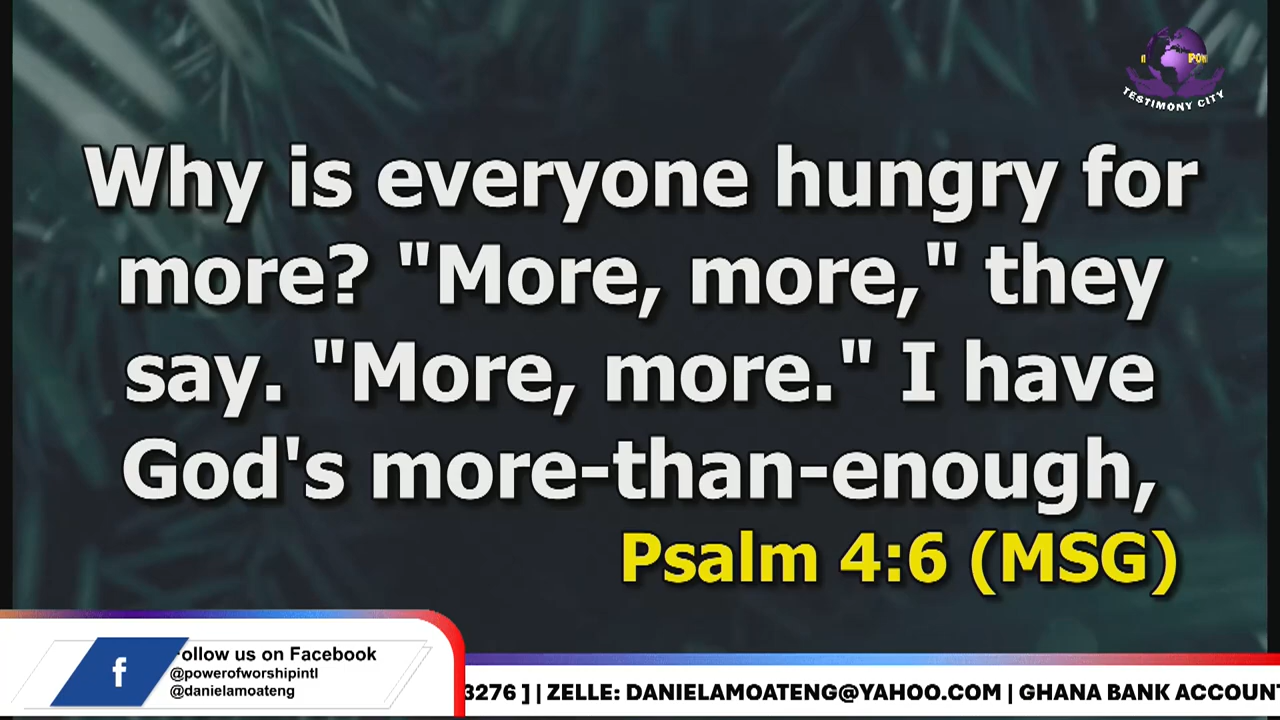 TESTIMONY CITY
Why is everyone hungry for
more? "More, more," they
say. "More, more." I have
God's more-than-enough,
Psalm 4:6 (MSG)
f
ollow us on Facebook
@powerofworshipintl
@danielamoateng
3276 ] | ZELLE: DANIELAMOATENG@YAHOO.COM | GHANA BANK ACCOUNT